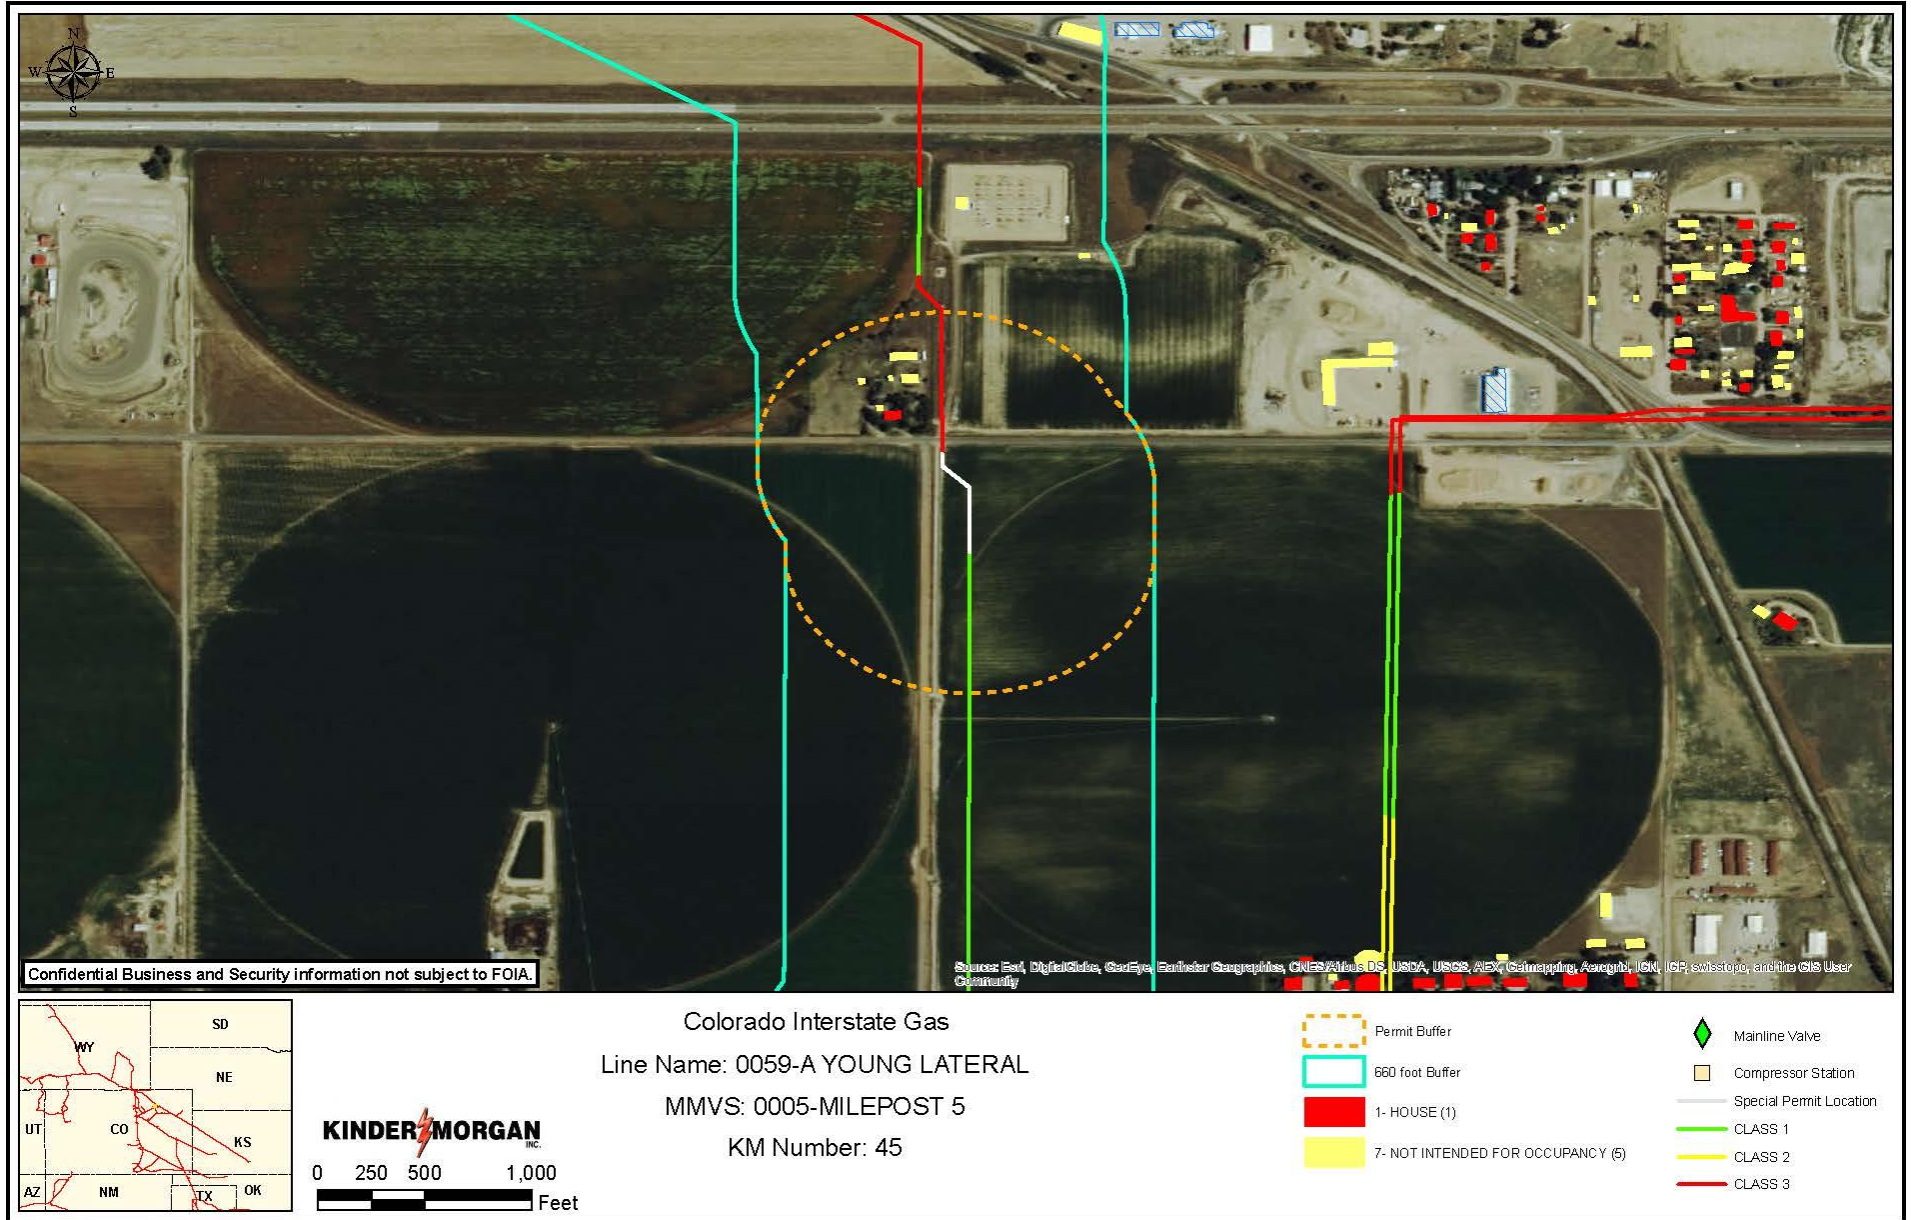 N
W E
S
Confidential Business and Security information not subject to FOIA.
Source: Esri, DigitalGlobe, GeoEye, Earthstar Geographics, CNES/Airbus DS, USDA, USGS, AEX, Getmapping, Aerogrid, IGN, IGP, swisstopo, and the GIS User
Community
SD
WY
NE
UT
CO
KS
AZ
NM
TX
OK
KINDER MORGAN
INC.
0 250 500 1,000
Feet
Colorado Interstate Gas
Line Name: 0059-A YOUNG LATERAL
MMVS: 0005-MILEPOST 5
KM Number: 45
Permit Buffer
660 foot Buffer
1- HOUSE (1)
7- NOT INTENDED FOR OCCUPANCY (5)
Mainline Valve
Compressor Station
Special Permit Location
CLASS 1
CLASS 2
CLASS 3